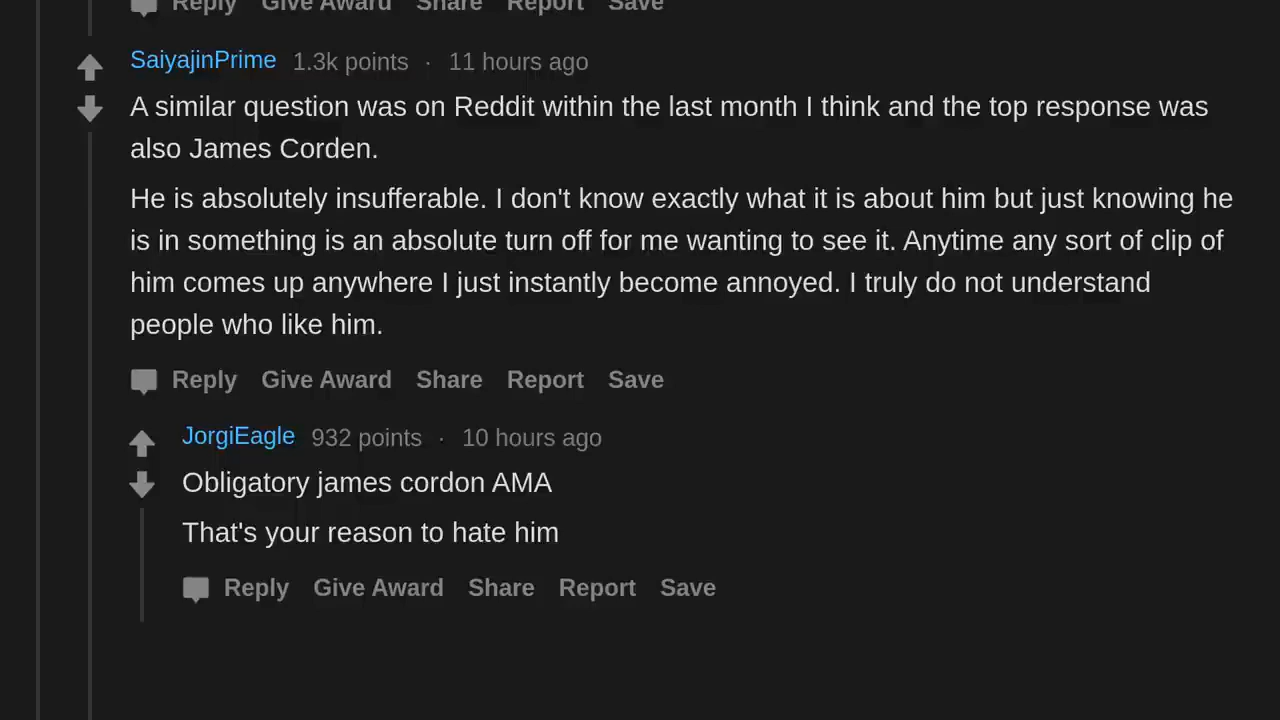 Reply Give Award Share Report Save
SaiyajinPrime 1.3k points · 11 hours ago
A similar question was on Reddit within the last month I think and the top response was
also James Corden.
He is absolutely insufferable. I don't know exactly what it is about him but just knowing he
is in something is an absolute turn off for me wanting to see it. Anytime any sort of clip of
him comes up anywhere I just instantly become annoyed. I truly do not understand
people who like him.
Reply Give Award Share Report Save
JorgiEagle 932 points · 10 hours ago
Obligatory james cordon AMA
That's your reason to hate him
Reply Give Award Share Report Save